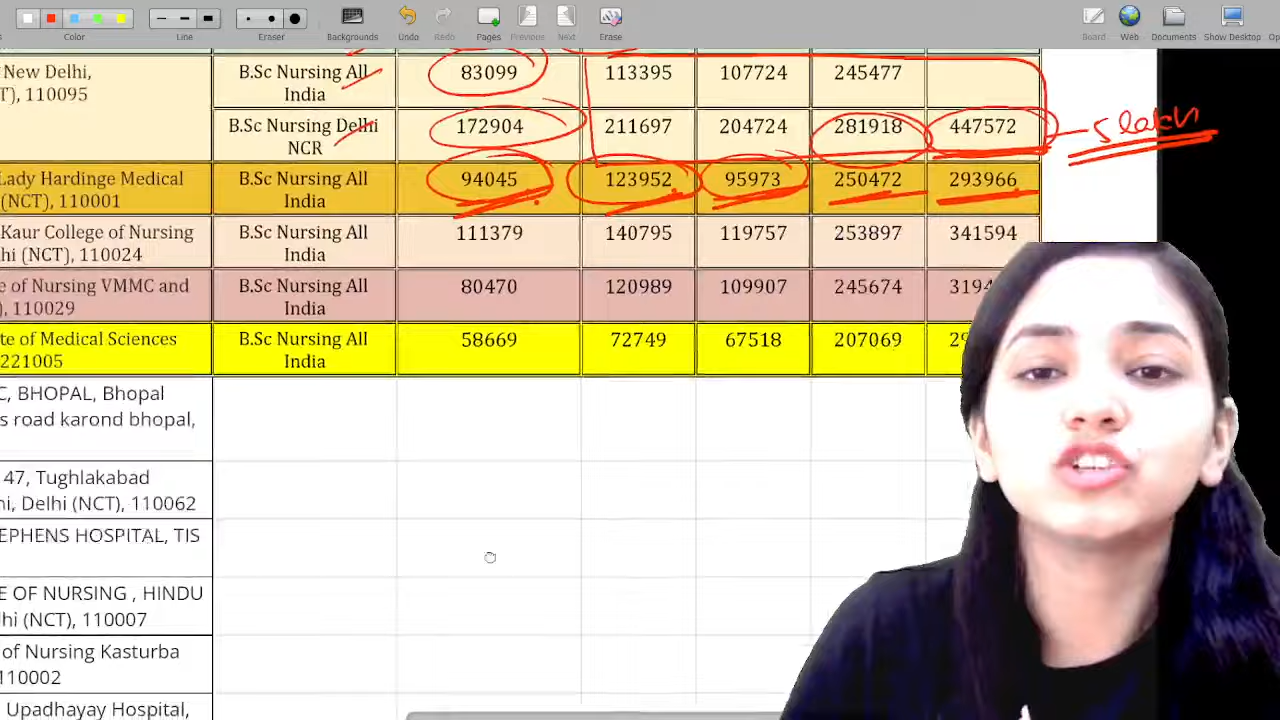 Color
Line
Eraser
Backgrounds
Undo
Redo
Pages
Previous
Next
Erase
Board
Web
Documents
Show Desktop
New Delhi, B.Sc Nursing All 83099 113395 107724 245477
T), 110095 India
B.Sc Nursing Delhi 172904 211697 204724 281918 447572 5 lakh
NCR
Lady Hardinge Medical B.Sc Nursing All 94045 123952 95973 250472 293966
(NCT), 110001 India
Kaur College of Nursing B.Sc Nursing All 111379 140795 119757 253897 341594
hi (NCT), 110024 India
e of Nursing VMMC and B.Sc Nursing All 80470 120989 109907 245674 3194
), 110029 India
te of Medical Sciences B.Sc Nursing All 58669 72749 67518 207069 29
221005 India
C, BHOPAL, Bhopal
s road karond bhopal,
47, Tughlakabad
ni, Delhi (NCT), 110062
EPHENS HOSPITAL, TIS
E OF NURSING , HINDU
hi (NCT), 110007
of Nursing Kasturba
110002
Upadhayay Hospital,